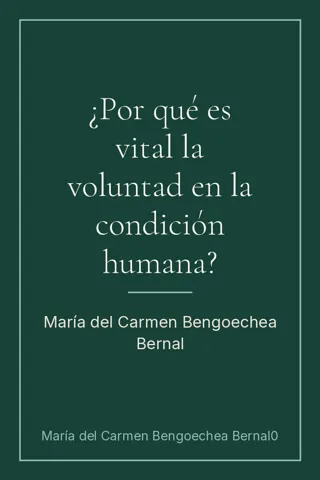 ¿Por qué es
vital la
voluntad en la
condición
humana?
María del Carmen Bengoechea
Bernal
María del Carmen Bengoechea Bernal0